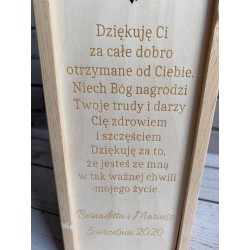 Dziękuję Ci
za całe dobro
otrzymane od Ciebie.
Niech Bóg nagrodzi
Twoje trudy i darzy
Cię zdrowiem
i szczęściem
Dziękuję za to,
że jesteś ze mną
w tak ważnej chwili
mojego życie.
Bernadetta i Mariusz
5 września 2020